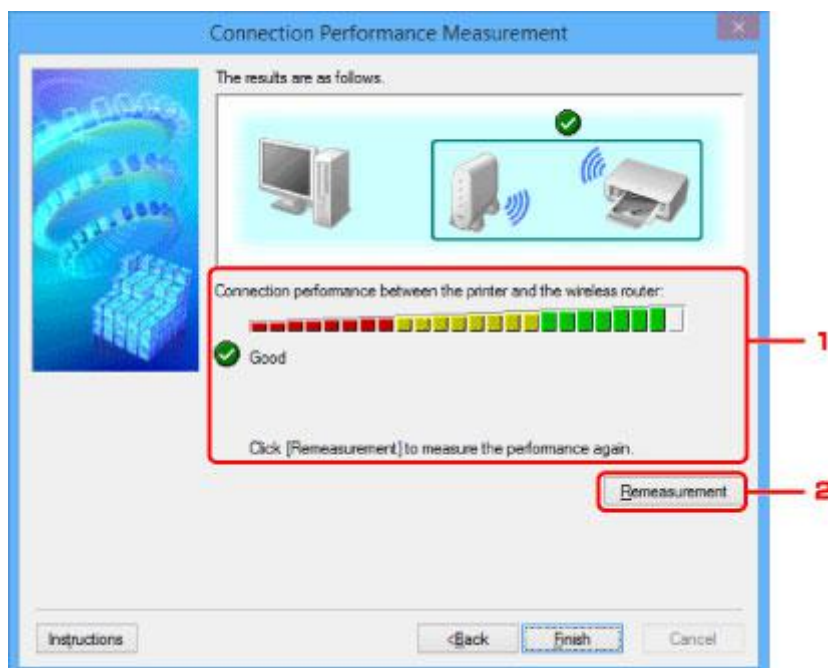 Connection Performance Measurement
The results are as follows.
Connection performance between the printer and the wireless router:
Good
1
Click [Remeasurement] to measure the performance again.
Remeasurement
2
Instructions
<Back
Finish
Cancel